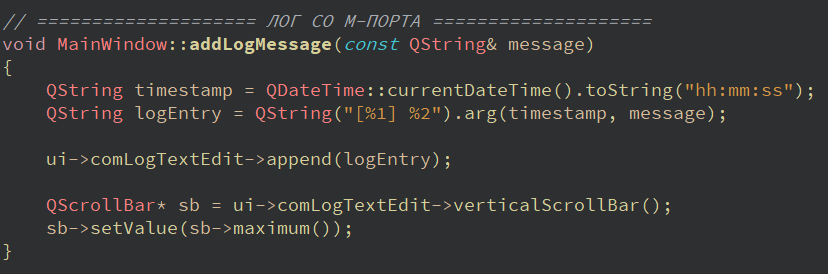 // ==================== ЛОГ СО М-ПОРТА ====================
void MainWindow::addLogMessage(const QString& message)
{
    QString timestamp = QDateTime::currentDateTime().toString("hh:mm:ss");
    QString logEntry = QString("[%1] %2").arg(timestamp, message);

    ui->comLogTextEdit->append(logEntry);

    QScrollBar* sb = ui->comLogTextEdit->verticalScrollBar();
    sb->setValue(sb->maximum());
}